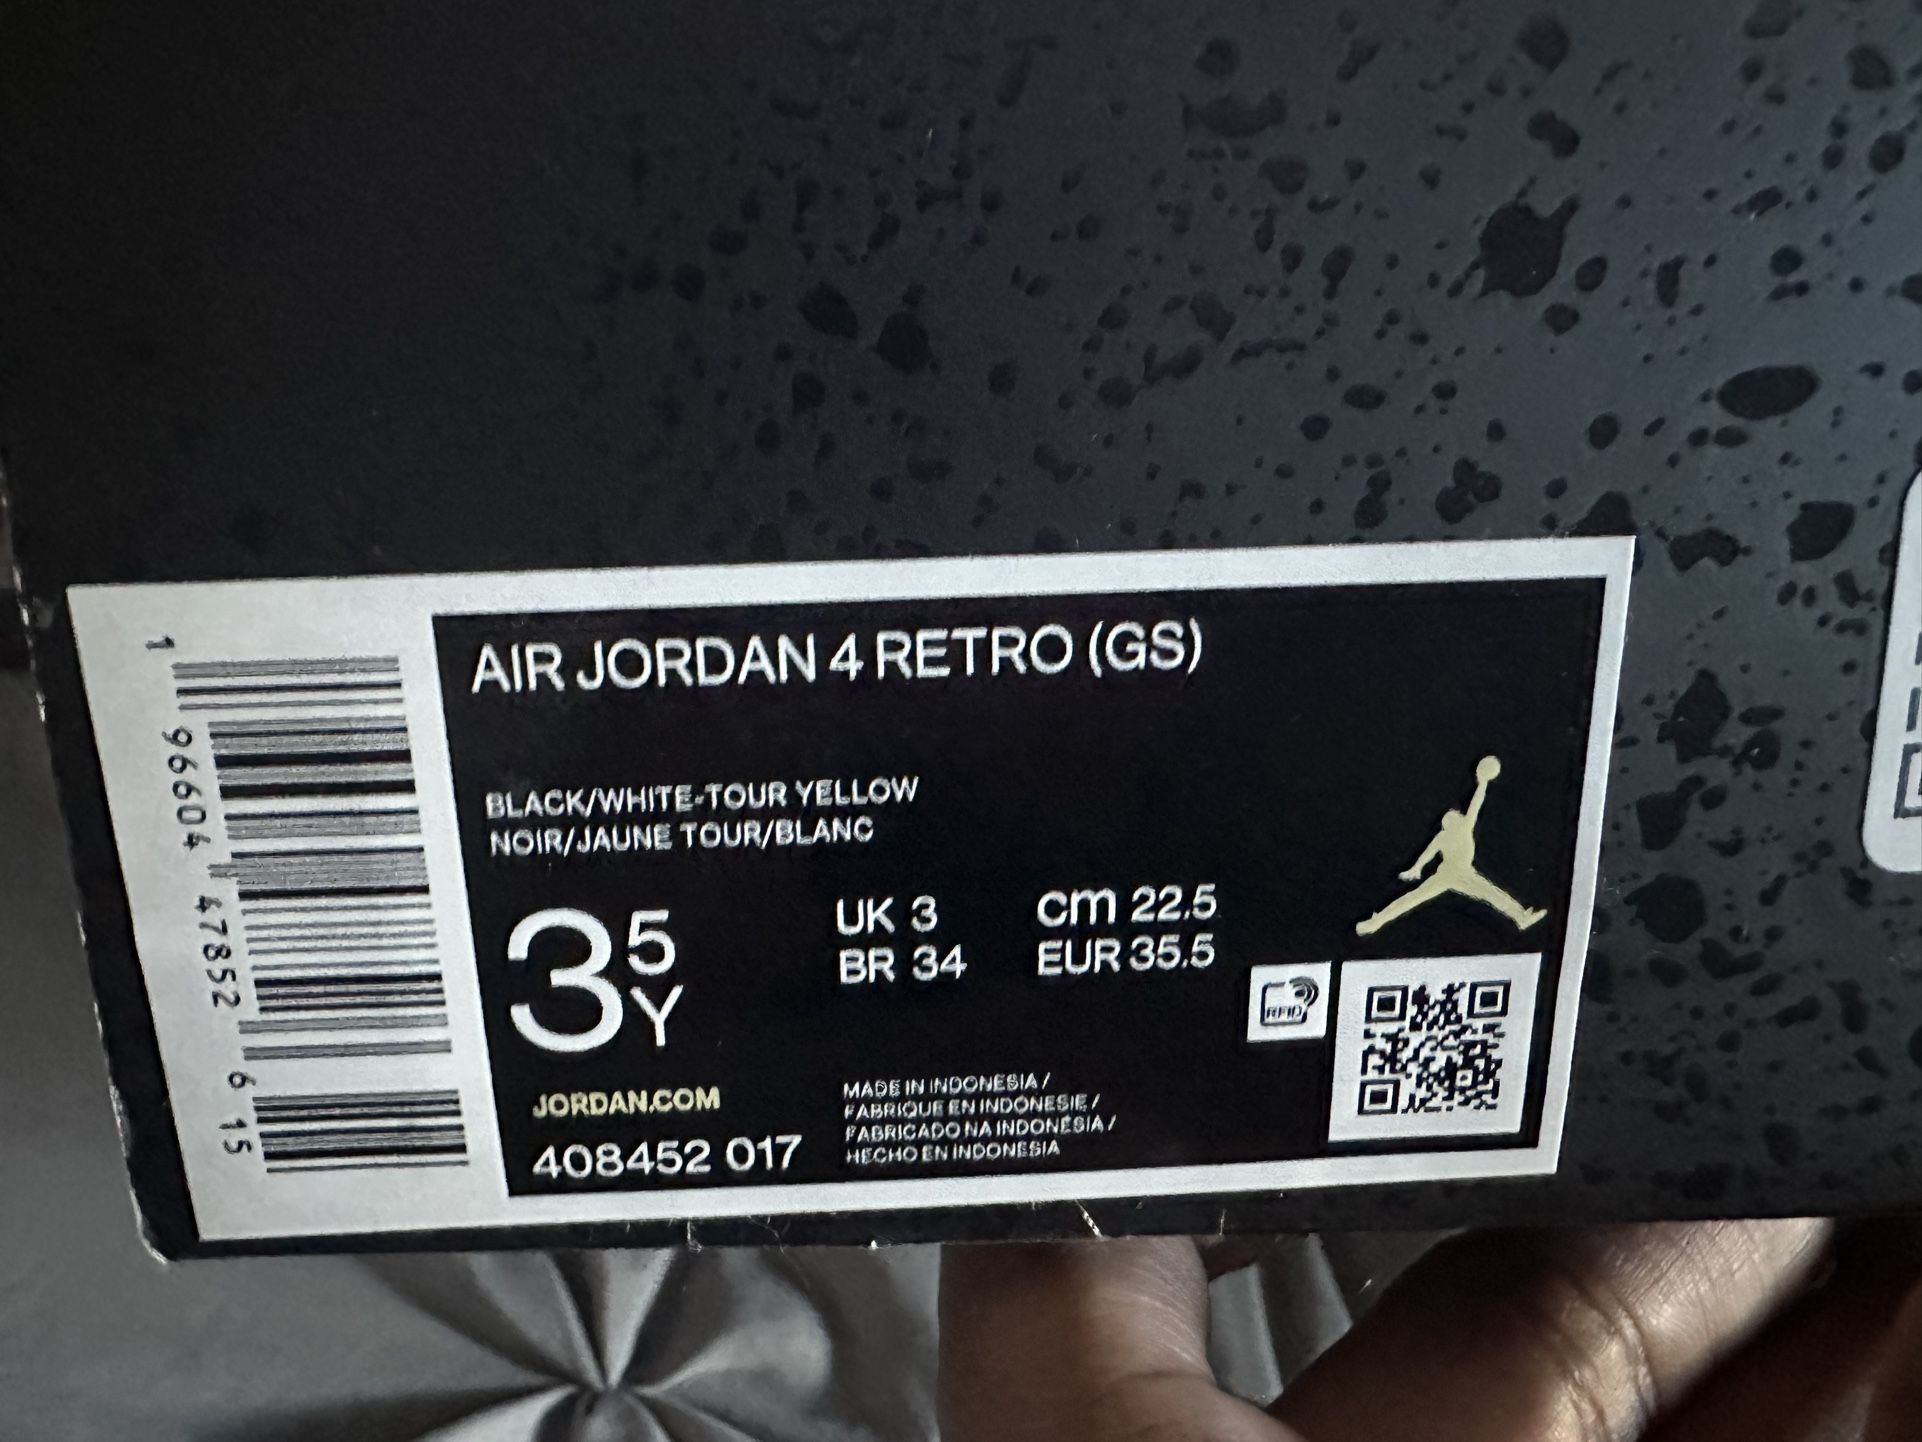 AIR JORDAN 4 RETRO (GS)
BLACK/WHITE-TOUR YELLOW
NOIR/JAUNE TOUR/BLANC
3 5 Y
UK 3
BR 34
cm 22.5
EUR 35.5
RFID
JORDAN.COM
408452 017
MADE IN INDONESIA /
FABRIQUE EN INDONESIE /
FABRICADO NA INDONÉSIA /
HECHO EN INDONESIA
1 96604 47852 6 15